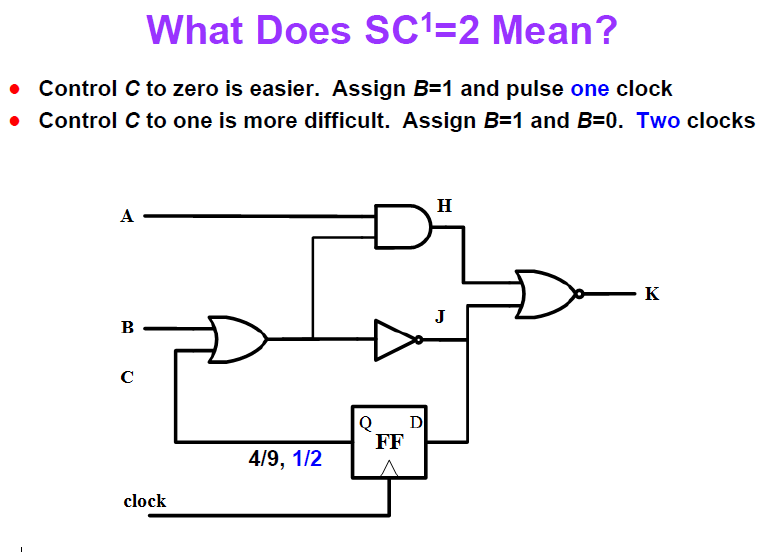 What Does SC¹=2 Mean?
• Control C to zero is easier. Assign B=1 and pulse one clock
• Control C to one is more difficult. Assign B=1 and B=0. Two clocks
H
A
K
J
B
C
Q D
FF
4/9, 1/2
clock